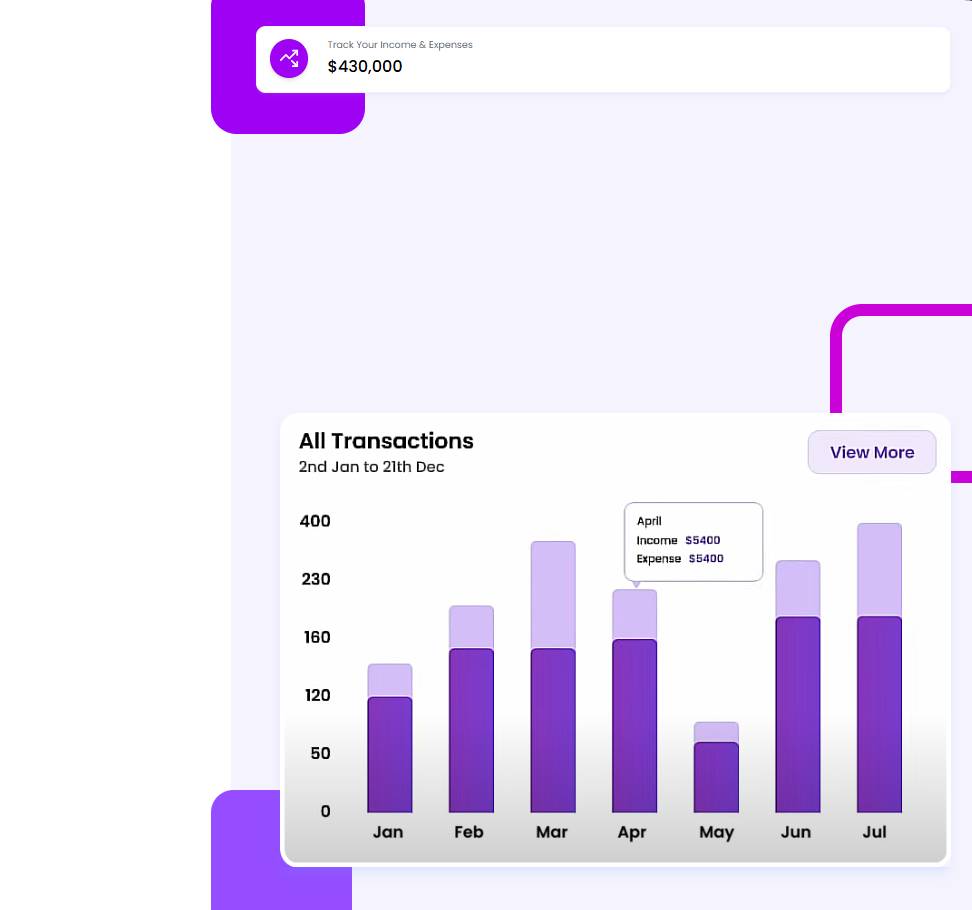 Track Your Income & Expenses
$430,000
All Transactions
2nd Jan to 21th Dec
View More
400
230
160
120
50
0
April
Income $5400
Expense $5400
Jan Feb Mar Apr May Jun Jul